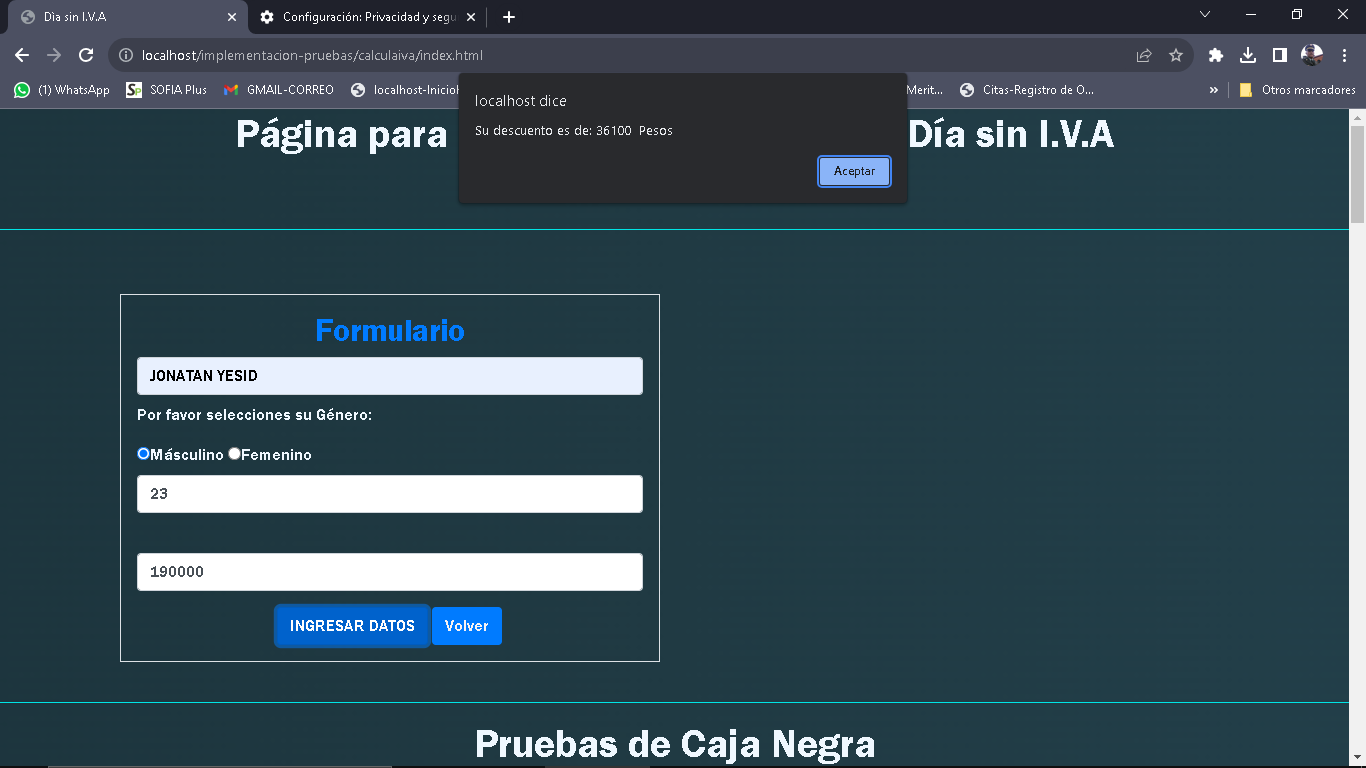 Dìa sin I.V.A
Configuración: Privacidad y segu
localhost/implementacion-pruebas/calculaiva/index.html
(1) WhatsApp SOFIA Plus GMAIL-CORREO localhost-Inicio Merit... Citas-Registro de O... » Otros marcadores
localhost dice
Su descuento es de: 36100 Pesos
Aceptar
Página para Día sin I.V.A
Formulario
JONATAN YESID
Por favor selecciones su Género:
Másculino Femenino
23
190000
INGRESAR DATOS Volver
Pruebas de Caja Negra